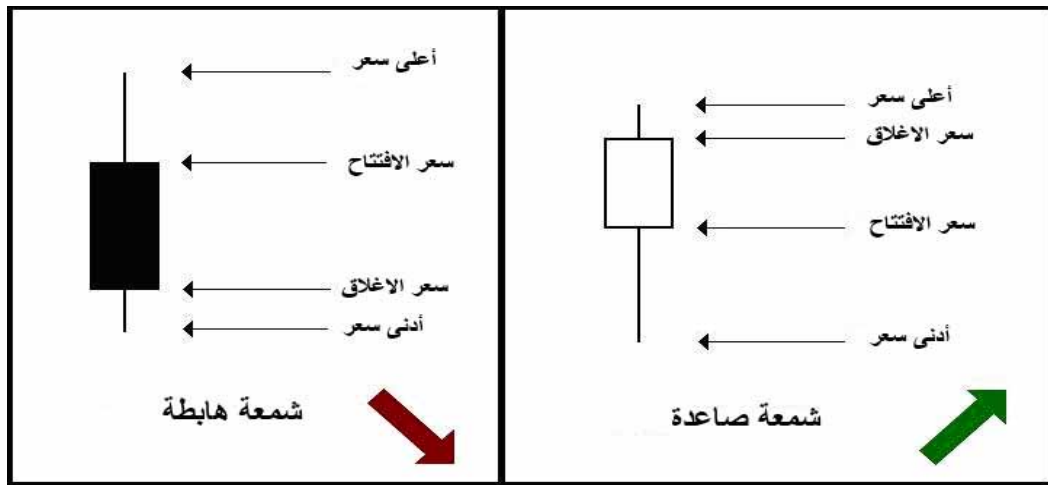 أعلى سعر
سعر الاغلاق
سعر الافتتاح
أدنى سعر
شمعة صاعدة
أعلى سعر
سعر الافتتاح
سعر الاغلاق
أدنى سعر
شمعة هابطة